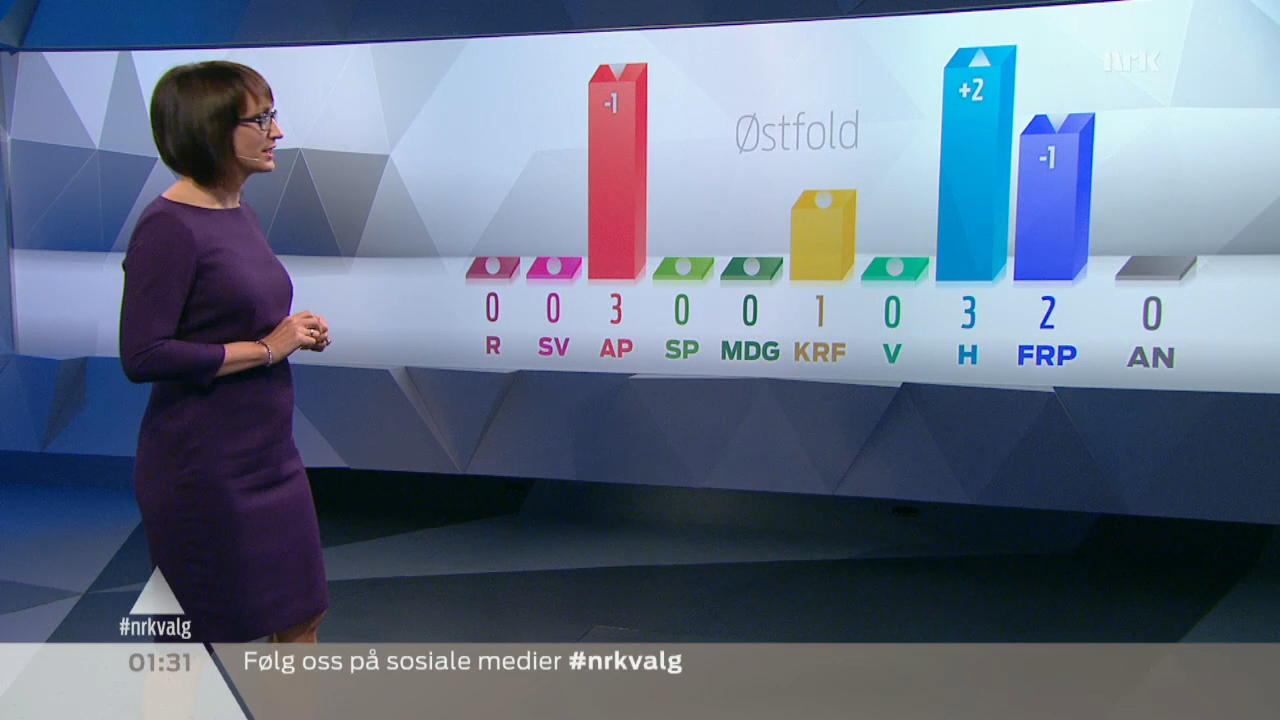 nrk
Østfold
-1
+2
-1
0 0 3 0 0 1 0 3 2 0
R SV AP SP MDG KRF V H FRP AN
#nrkvalg
01:31 Følg oss på sosiale medier #nrkvalg